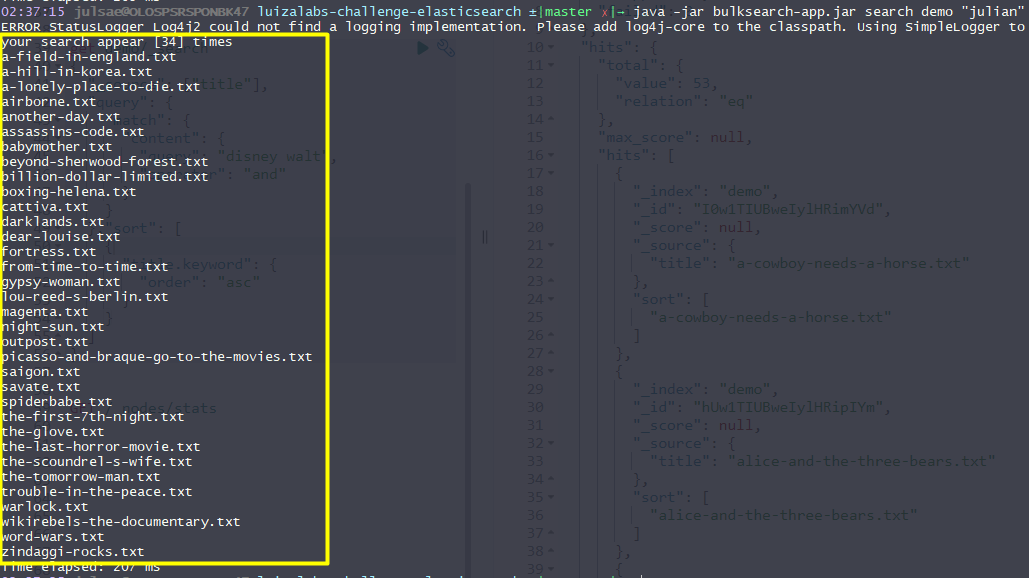 02:37:15 julsae@OLOSPSRSPONBK47 luizalabs-challenge-elasticsearch ±|master ✗|→ java -jar bulksearch-app.jar search demo "julian"
ERROR StatusLogger Log4j2 could not find a logging implementation. Please add log4j-core to the classpath. Using SimpleLogger to
your search appear [34] times
a-field-in-england.txt
a-hill-in-korea.txt
a-lonely-place-to-die.txt
airborne.txt
another-day.txt
assassins-code.txt
babymother.txt
beyond-sherwood-forest.txt
billion-dollar-limited.txt
boxing-helena.txt
cattiva.txt
darklands.txt
dear-louise.txt
fortress.txt
from-time-to-time.txt
gypsy-woman.txt
lou-reed-s-berlin.txt
magenta.txt
night-sun.txt
outpost.txt
picasso-and-braque-go-to-the-movies.txt
saigon.txt
savate.txt
spiderbabe.txt
the-first-7th-night.txt
the-glove.txt
the-last-horror-movie.txt
the-scoundrel-s-wife.txt
the-tomorrow-man.txt
trouble-in-the-peace.txt
warlock.txt
wikirebels-the-documentary.txt
word-wars.txt
zindaggi-rocks.txt
Time elapsed: 207 ms
"title"],
query": {
"disney walt",
"and"
"sort": [
title.keyword": {
"order": "asc"
}
nodes/stats
10 "hits": {
11 "total": {
12 "value": 53,
13 "relation": "eq"
14 },
15 "max_score": null,
16 "hits": [
17 {
18 "_index": "demo",
19 "_id": "I0w1TIUBweIylHRimYVd",
20 "_score": null,
21 "_source": {
22 "title": "a-cowboy-needs-a-horse.txt"
23 },
24 "sort": [
25 "a-cowboy-needs-a-horse.txt"
26 ]
27 },
28 {
29 "_index": "demo",
30 "_id": "hUw1TIUBweIylHRipIYm",
31 "_score": null,
32 "_source": {
33 "title": "alice-and-the-three-bears.txt"
34 },
35 "sort": [
36 "alice-and-the-three-bears.txt"
37 ]
38 },
39 {